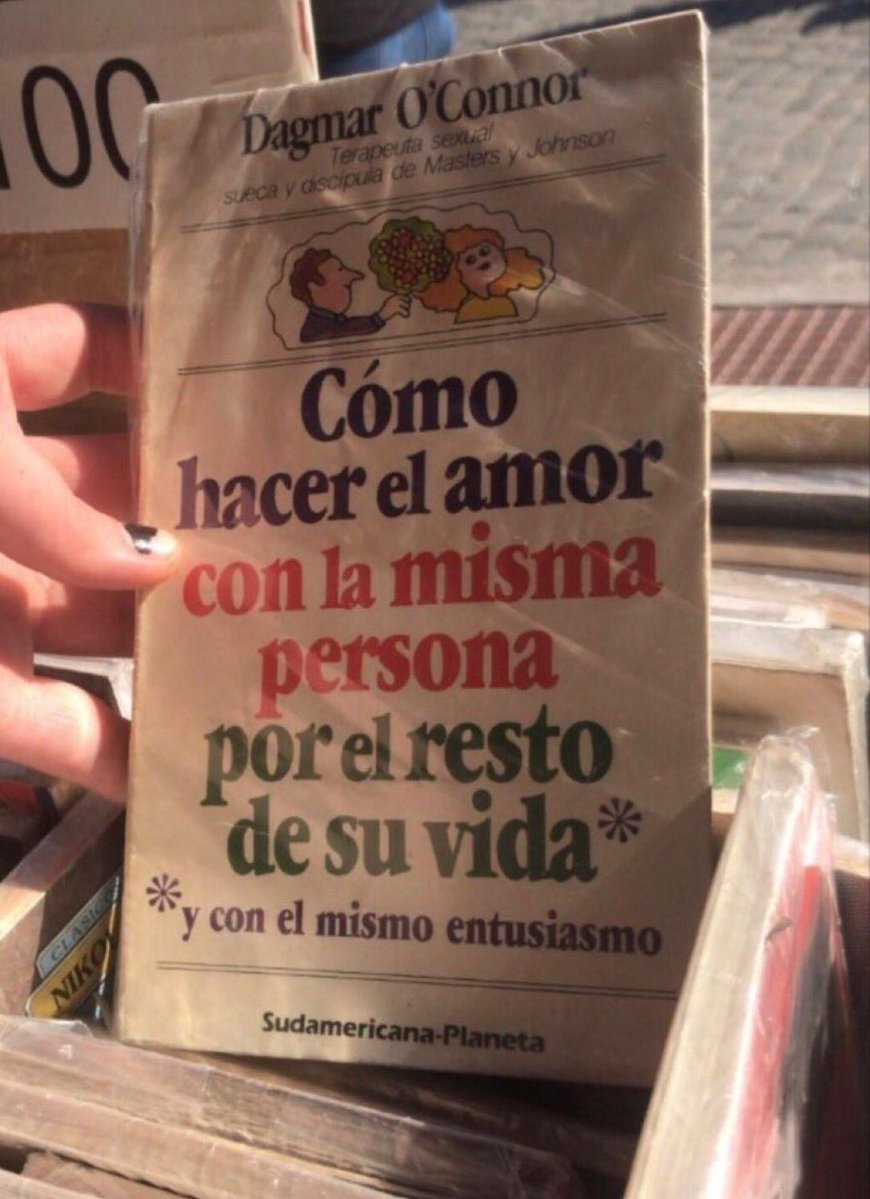 100
Dagmar O'Connor
Terapeuta sexual
sueca y discípula de Masters y Johnson
Cómo
hacer el amor
con la misma
persona
por el resto
de su vida*
*y con el mismo entusiasmo
Sudamericana-Planeta